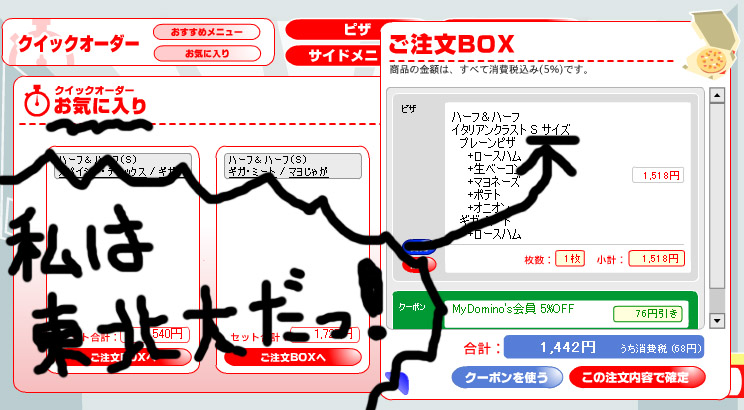 クイックオーダー
おすすめメニュー
お気に入り
ピザ
サイドメニ
クイックオーダー
お気に入り
ハーフ&ハーフ(S)
ハーフ&ハーフ(S)
ギガ・ミート / マヨじゃが
私は
東北大だっ!
ト合計:
540円
ご注文BOXへ
セット合計:
ご注文BOXへ
ご注文BOX
商品の金額は、すべて消費税込み(5%)です。
ピザ
ハーフ&ハーフ
イタリアンクラスト S サイズ
プレーンピザ
+ロースハム
+生ベーコン
+マヨネーズ
+ポテト
+オニオン
+ロースハム
1,518円
枚数: 1枚 小計: 1,518円
クーポン
MyDomino's会員 5%OFF
76円引き
合計: 1,442円 うち消費税 (68円)
クーポンを使う
この注文内容で確定